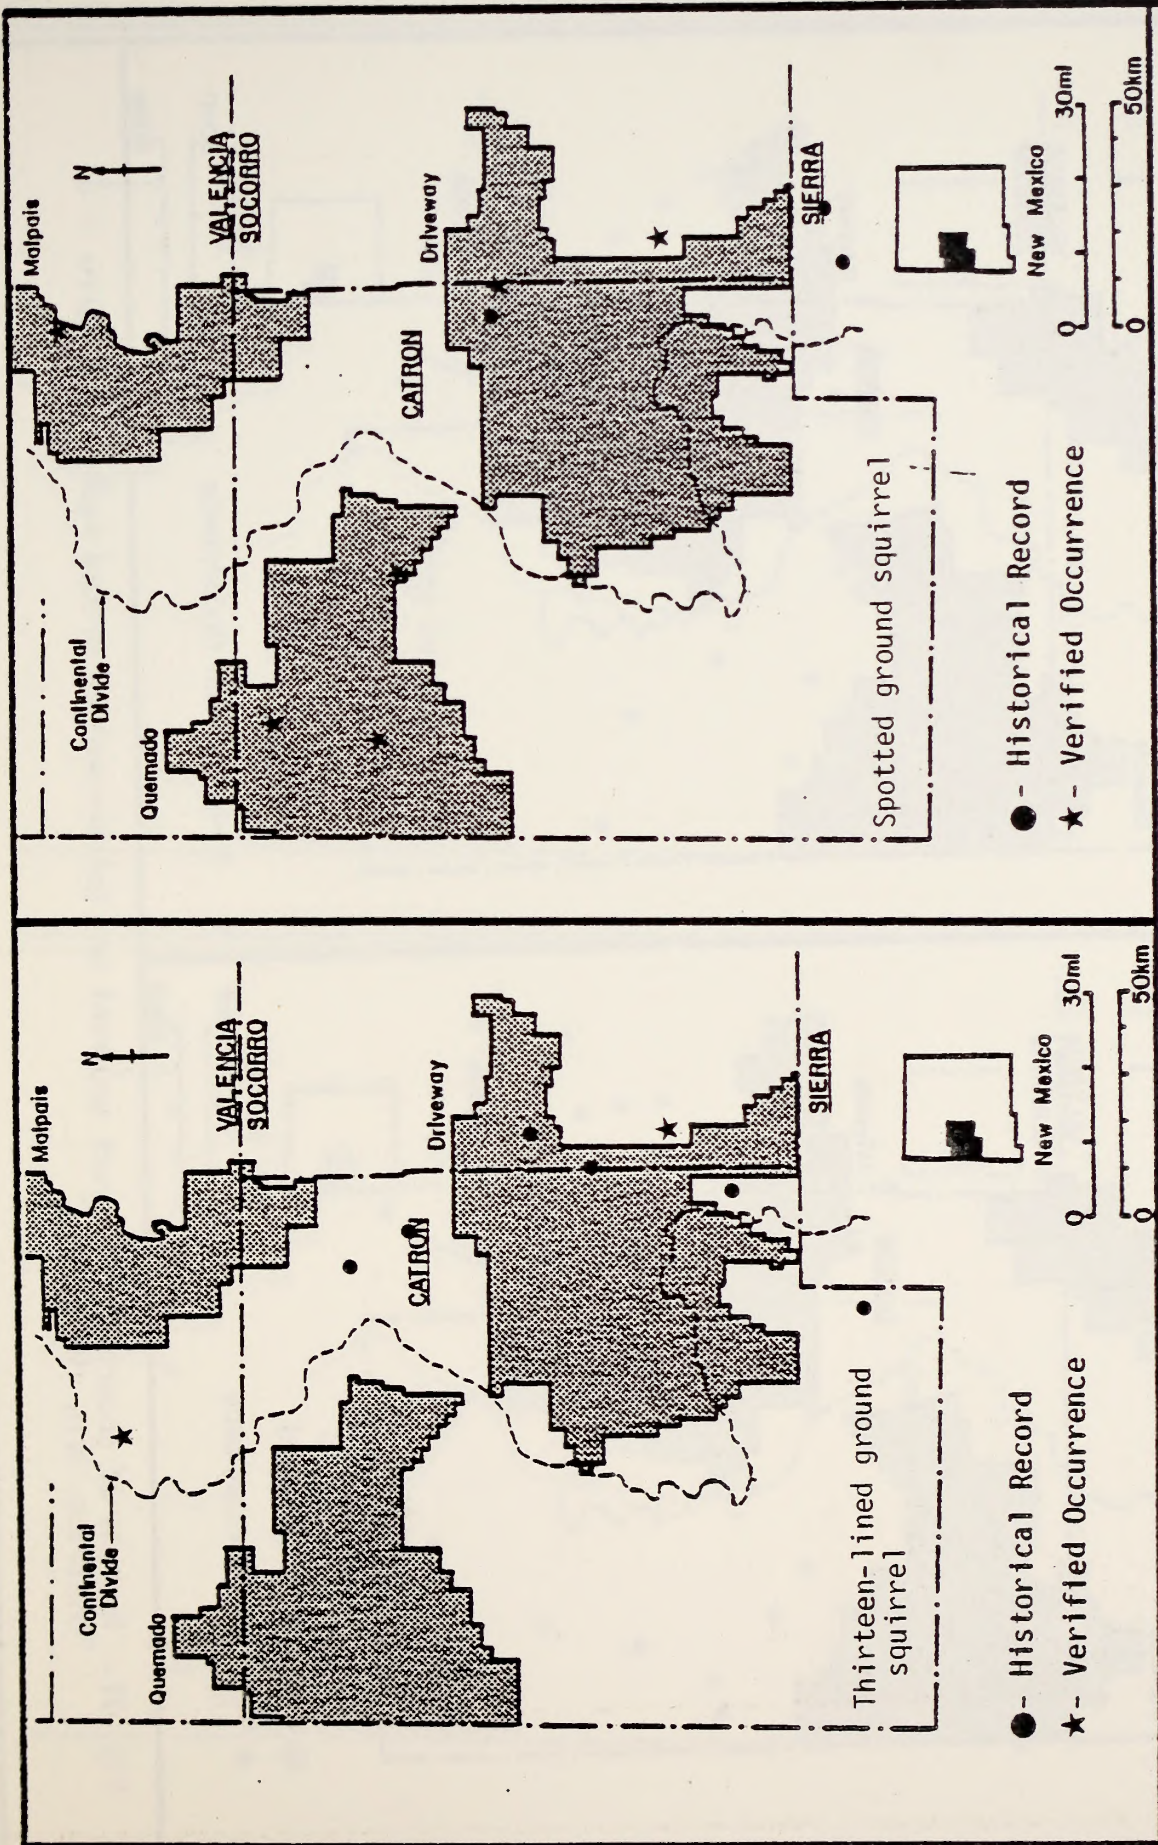 Malpais
N
Continental
Divide
VALENCIA
SOCORRO
Quemado
CATRON
Driveway
Thirteen-lined ground
squirrel
SIERRA
● - Historical Record
★ - Verified Occurrence
New Mexico
0 30mi
0 50km
Malpais
N
Continental
Divide
VALENCIA
SOCORRO
Quemado
CATRON
Driveway
Spotted ground squirrel
SIERRA
● - Historical Record
★ - Verified Occurrence
New Mexico
0 30mi
0 50km